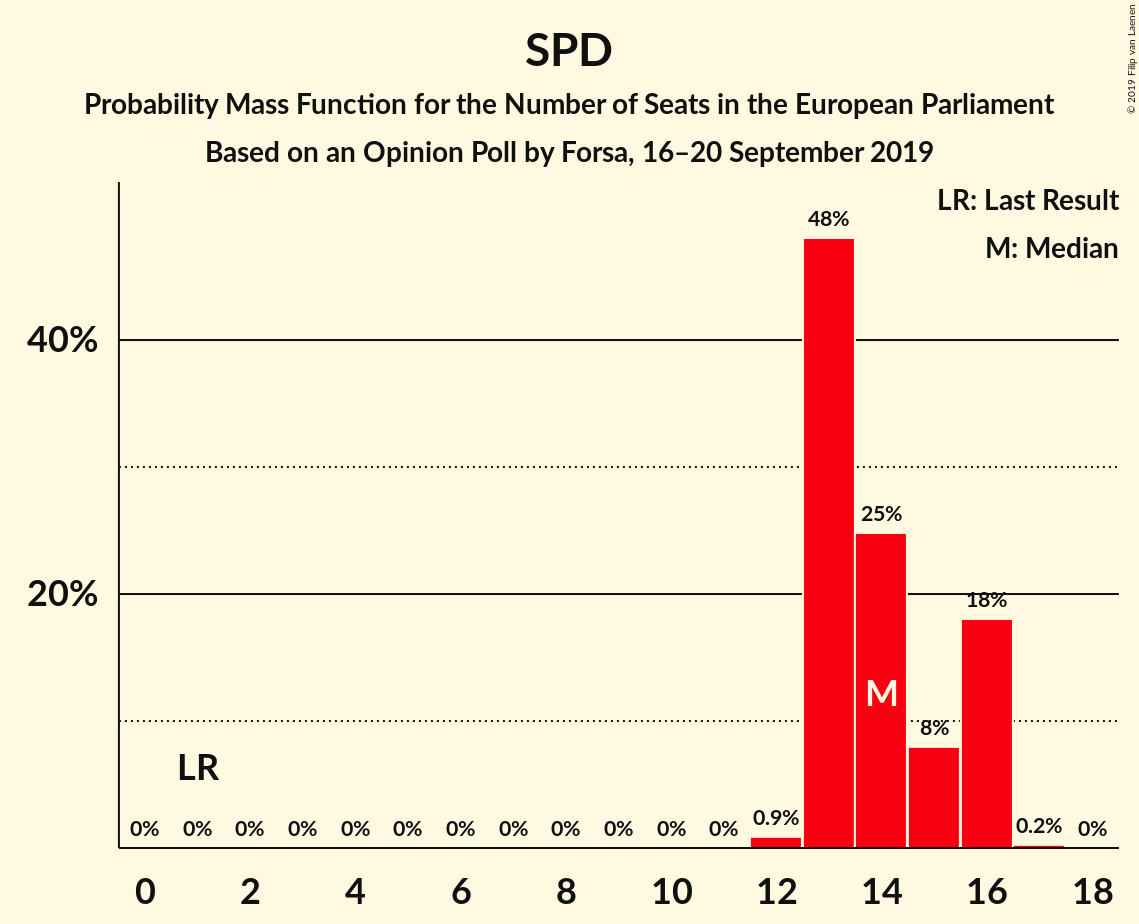 SPD
Probability Mass Function for the Number of Seats in the European Parliament
Based on an Opinion Poll by Forsa, 16–20 September 2019
© 2019 Filip van Laenen
LR: Last Result
M: Median
48%
40%
25%
20%
18%
M
8%
LR
0% 0% 0% 0% 0% 0% 0% 0% 0% 0% 0% 0% 0.9% 0.2% 0%
0 2 4 6 8 10 12 14 16 18